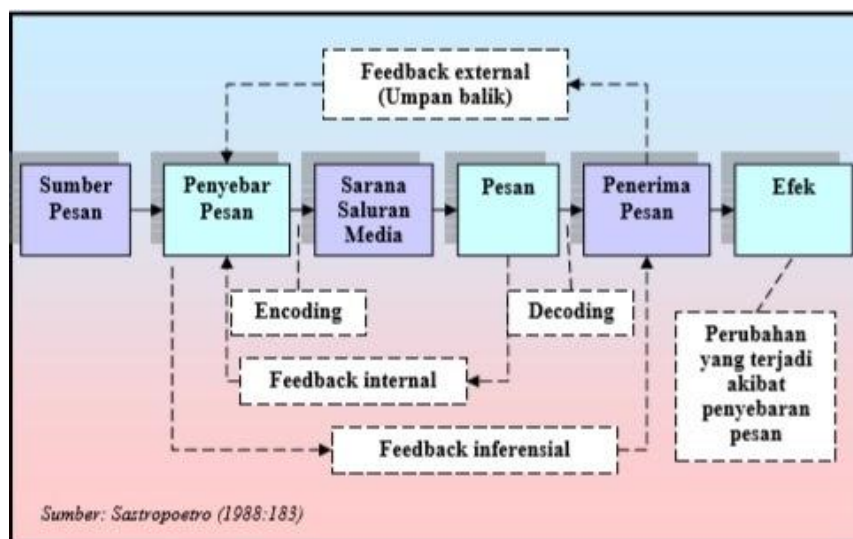 Feedback external
(Umpan balik)
Sumber
Pesan
Penyebar
Pesan
Sarana
Saluran
Media
Pesan
Penerima
Pesan
Efek
Encoding
Decoding
Feedback internal
Feedback inferensial
Perubahan
yang terjadi
akibat
penyebaran
pesan
Sumber: Sastropoetro (1988:183)